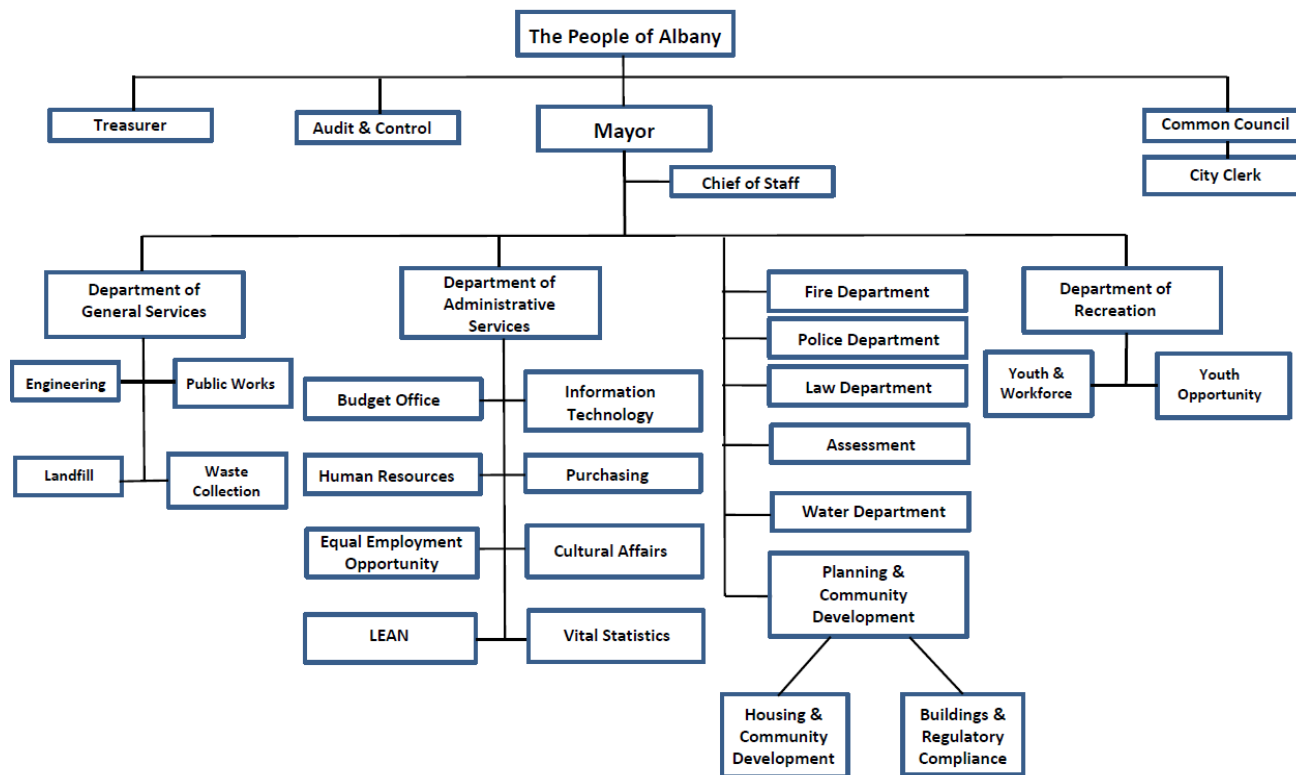 The People of Albany
Treasurer
Audit & Control
Mayor
Common Council
City Clerk
Chief of Staff
Department of
General Services
Engineering
Public Works
Landfill
Waste
Collection
Department of
Administrative
Services
Budget Office
Information
Technology
Human Resources
Purchasing
Equal Employment
Opportunity
Cultural Affairs
LEAN
Vital Statistics
Fire Department
Police Department
Law Department
Assessment
Water Department
Planning &
Community
Development
Housing &
Community
Development
Buildings &
Regulatory
Compliance
Department of
Recreation
Youth &
Workforce
Youth
Opportunity